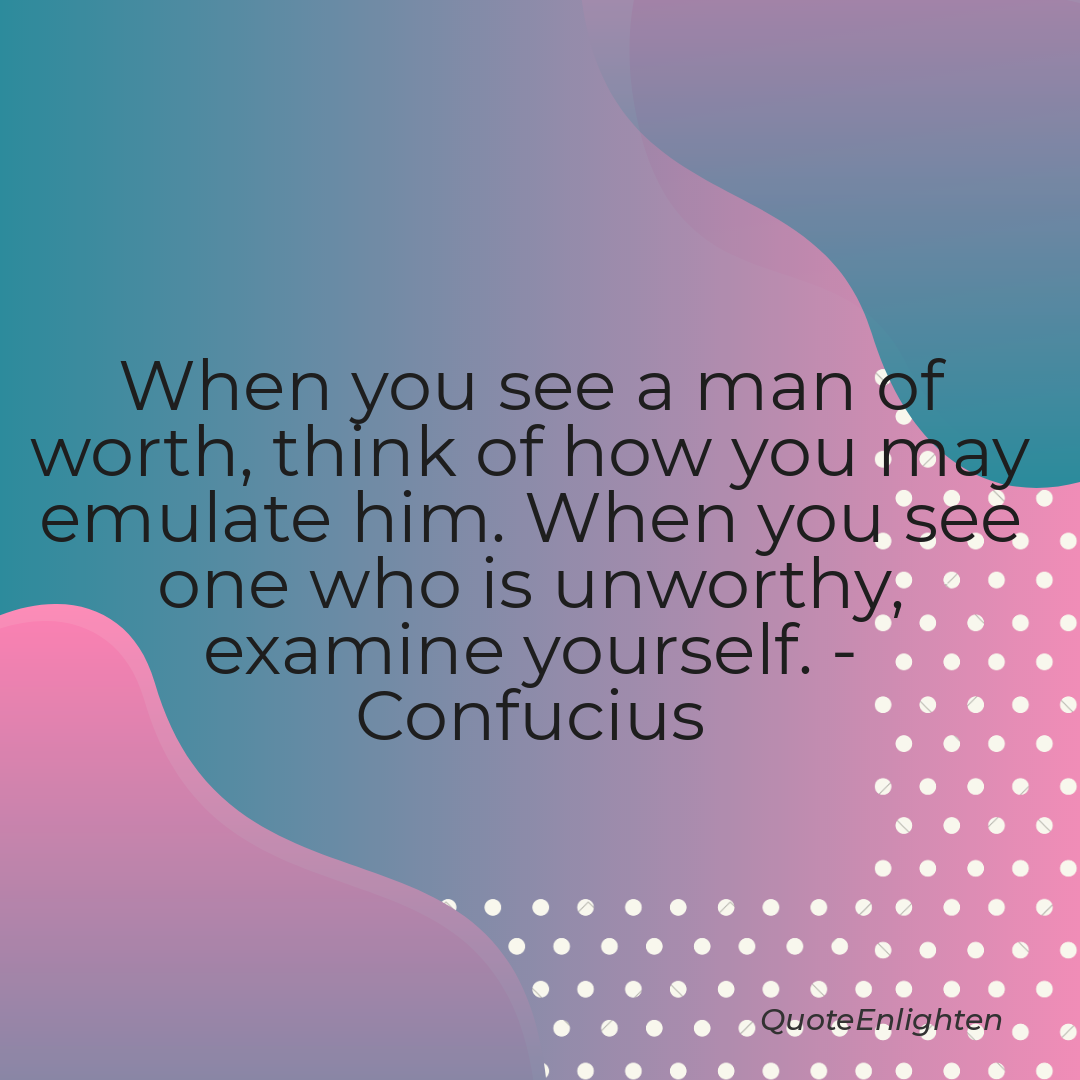 When you see a man of
worth, think of how you may
emulate him. When you see
one who is unworthy,
examine yourself. -
Confucius
QuoteEnlighten